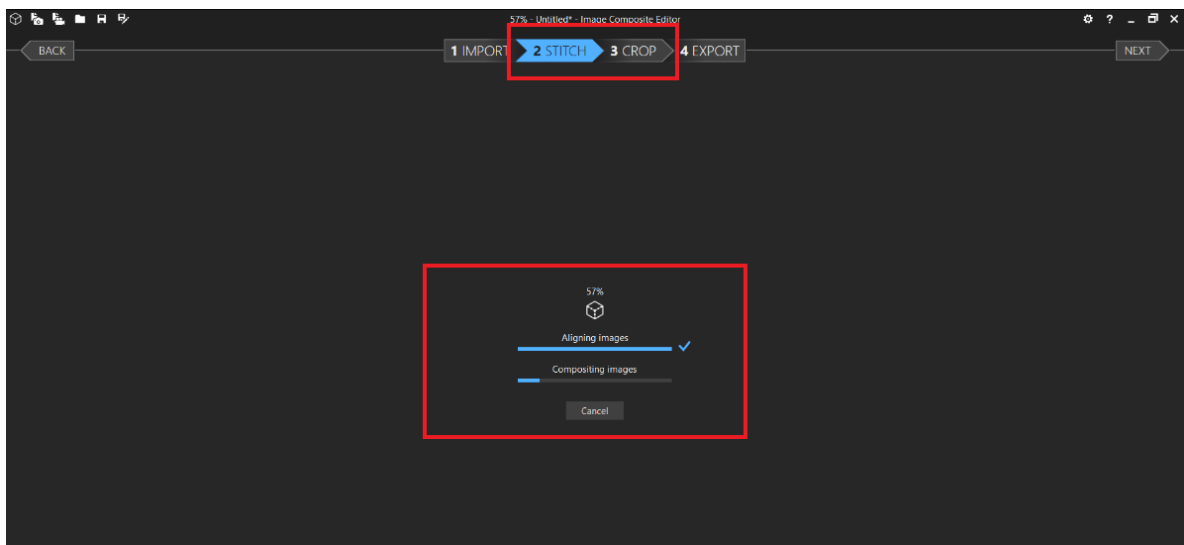 57% - Untitled* - Image Composite Editor
?
BACK
1 IMPORT
2 STITCH
3 CROP
4 EXPORT
NEXT
57%
Aligning images
Compositing images
Cancel